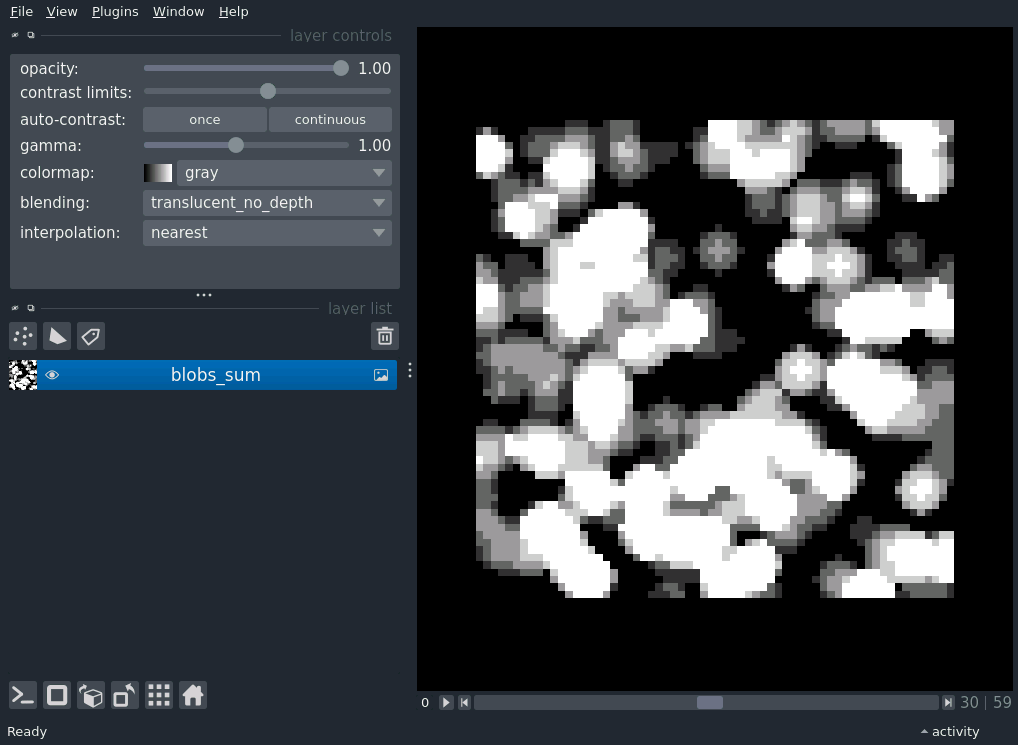 File View Plugins Window Help
layer controls
opacity: 1.00
contrast limits:
auto-contrast: once continuous
gamma: 1.00
colormap: gray
blending: translucent_no_depth
interpolation: nearest
layer list
blobs_sum
0 30 59
Ready activity